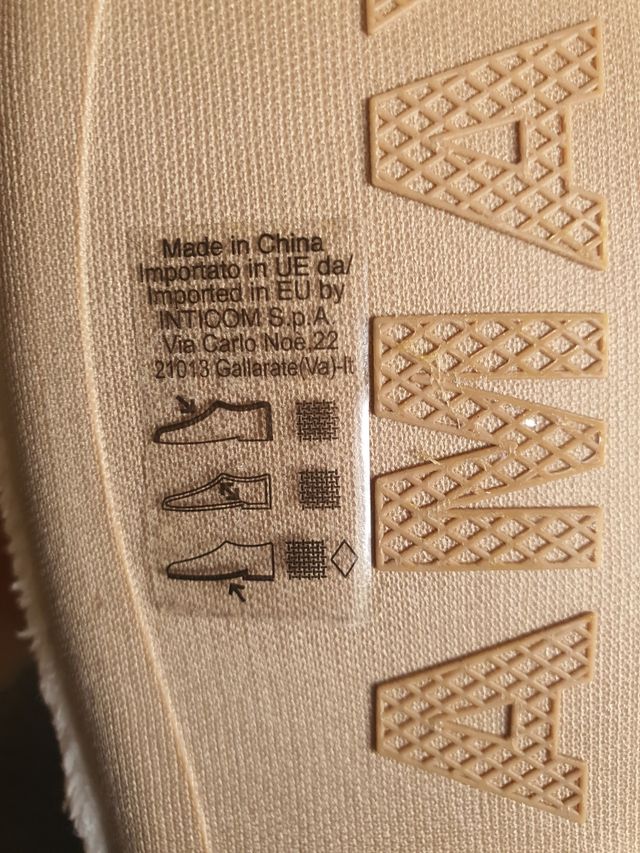 Made in China
Importato in UE da/
Imported in EU by
INTICOM S.p.A.
Via Carlo Noè,22
21013 Gallarate(Va)-It
AMA